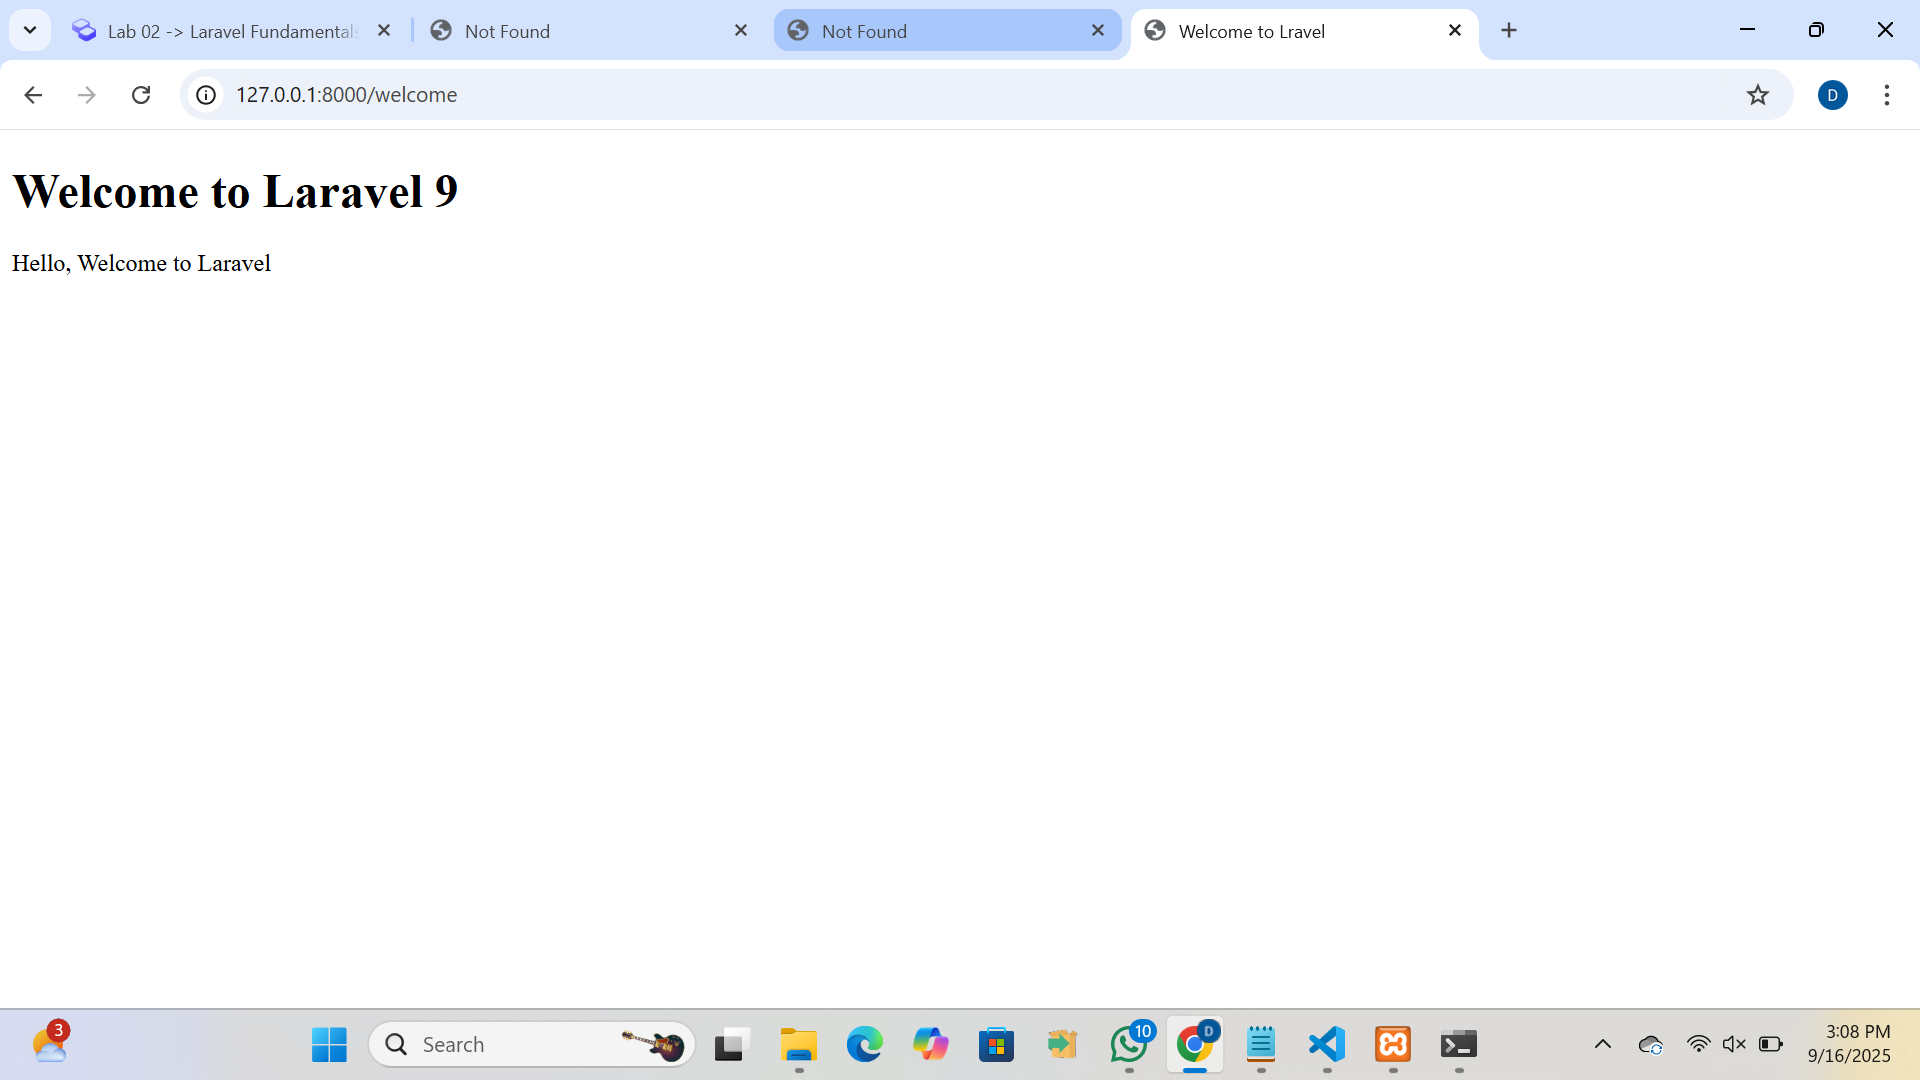 Lab 02 -> Laravel Fundamentals
Not Found
Not Found
Welcome to Lravel
127.0.0.1:8000/welcome
D
Welcome to Laravel 9
Hello, Welcome to Laravel
3
Search
10
D
3:08 PM
9/16/2025